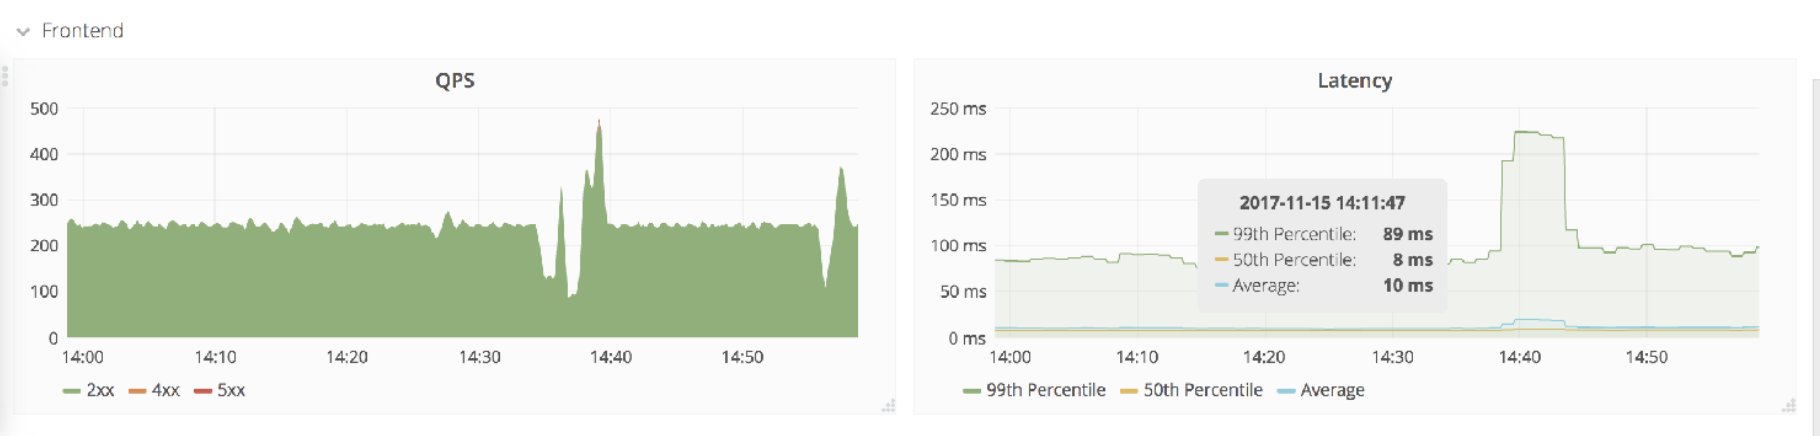 Frontend
QPS
500
400
300
200
100
0
14:00 14:10 14:20 14:30 14:40 14:50
2xx 4xx 5xx
Latency
250 ms
200 ms
150 ms
100 ms
50 ms
0 ms
14:00 14:10 14:20 14:30 14:40 14:50
2017-11-15 14:11:47
99th Percentile: 89 ms
50th Percentile: 8 ms
Average: 10 ms
99th Percentile 50th Percentile Average